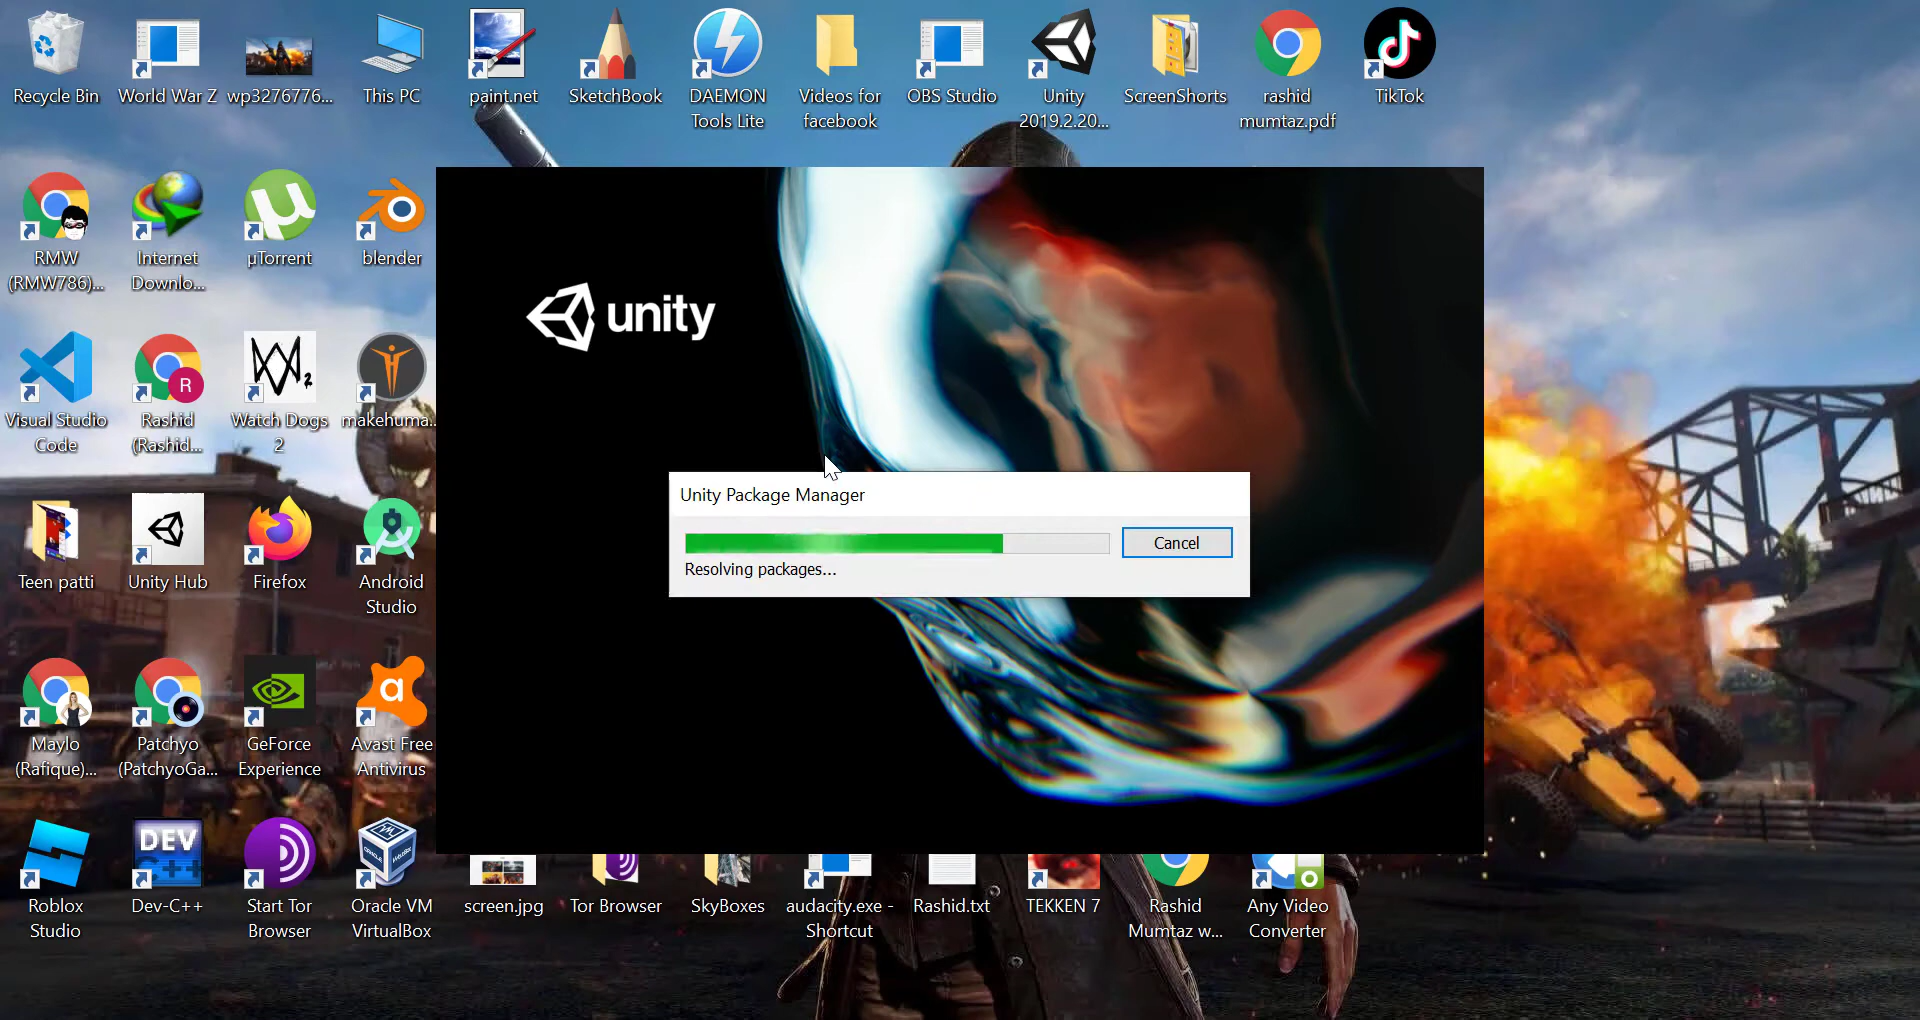 Recycle Bin
World War Z
wp3276776...
This PC
paint.net
SketchBook
DAEMON
Tools Lite
Videos for
facebook
OBS Studio
Unity
2019.2.20...
ScreenShorts
rashid
mumtaz.pdf
TikTok
RMW
(RMW786)...
Internet
Downlo...
µ
µTorrent
blender
unity
Visual Studio
Code
R
Rashid
(Rashid...
2
Watch Dogs
2
makehuma...
Unity Package Manager
Cancel
Resolving packages...
Teen patti
Unity Hub
Firefox
Android
Studio
Maylo
(Rafique)...
Patchyo
(PatchyoGa...
GeForce
Experience
a
Avast Free
Antivirus
Roblox
Studio
DEV
C++
Dev-C++
Start Tor
Browser
Oracle VM
VirtualBox
screen.jpg
Tor Browser
SkyBoxes
audacity.exe -
Shortcut
Rashid.txt
TEKKEN 7
Rashid
Mumtaz w...
Any Video
Converter